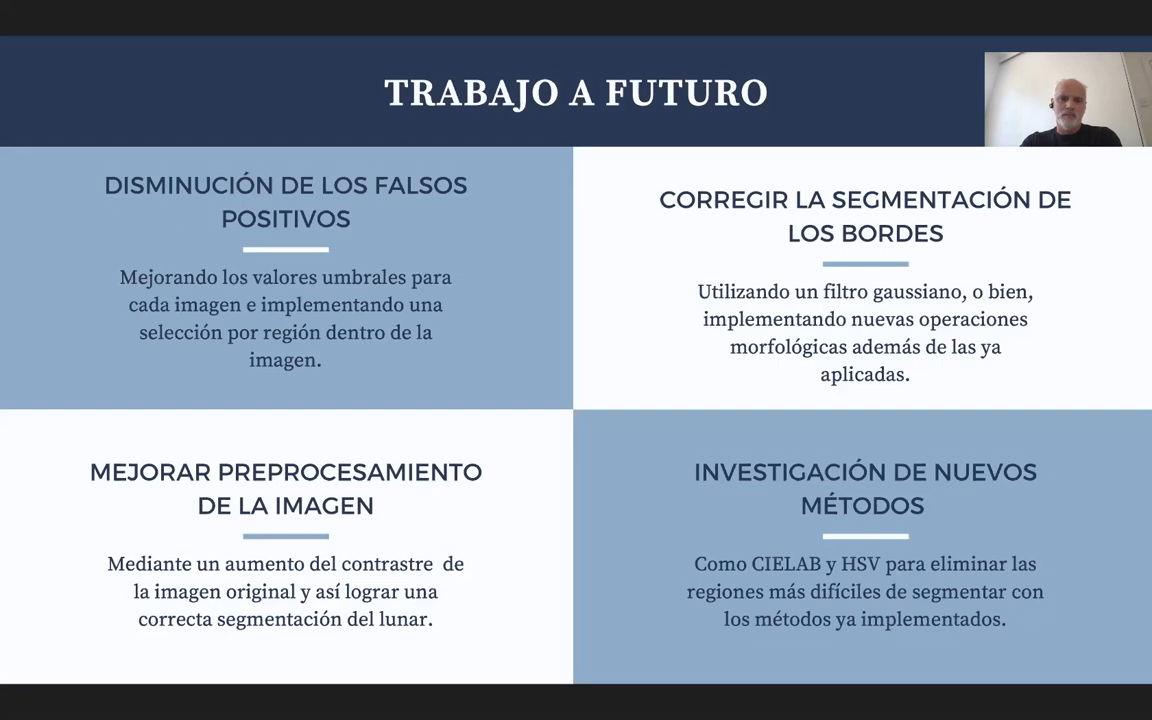 TRABAJO A FUTURO
DISMINUCIÓN DE LOS FALSOS
POSITIVOS
Mejorando los valores umbrales para
cada imagen e implementando una
selección por región dentro de la
imagen.
CORREGIR LA SEGMENTACIÓN DE
LOS BORDES
Utilizando un filtro gaussiano, o bien,
implementando nuevas operaciones
morfológicas además de las ya
aplicadas.
MEJORAR PREPROCESAMIENTO
DE LA IMAGEN
Mediante un aumento del contrastre de
la imagen original y así lograr una
correcta segmentación del lunar.
INVESTIGACIÓN DE NUEVOS
MÉTODOS
Como CIELAB y HSV para eliminar las
regiones más difíciles de segmentar con
los métodos ya implementados.